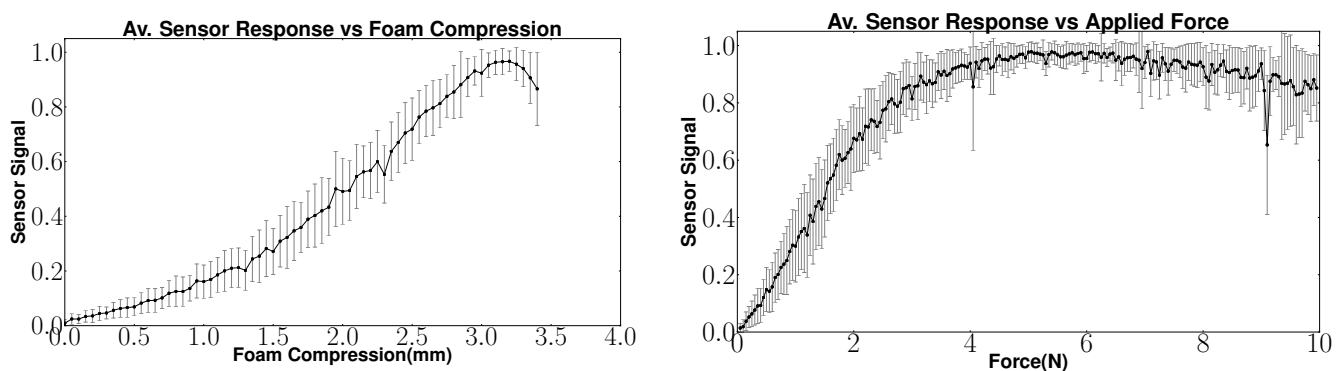 Av. Sensor Response vs Foam Compression
Sensor Signal
1.0
0.8
0.6
0.4
0.2
0.0
0.0 0.5 1.0 1.5 2.0 2.5 3.0 3.5 4.0
Foam Compression(mm)
Av. Sensor Response vs Applied Force
Sensor Signal
1.0
0.8
0.6
0.4
0.2
0.0
0 2 4 6 8 10
Force(N)